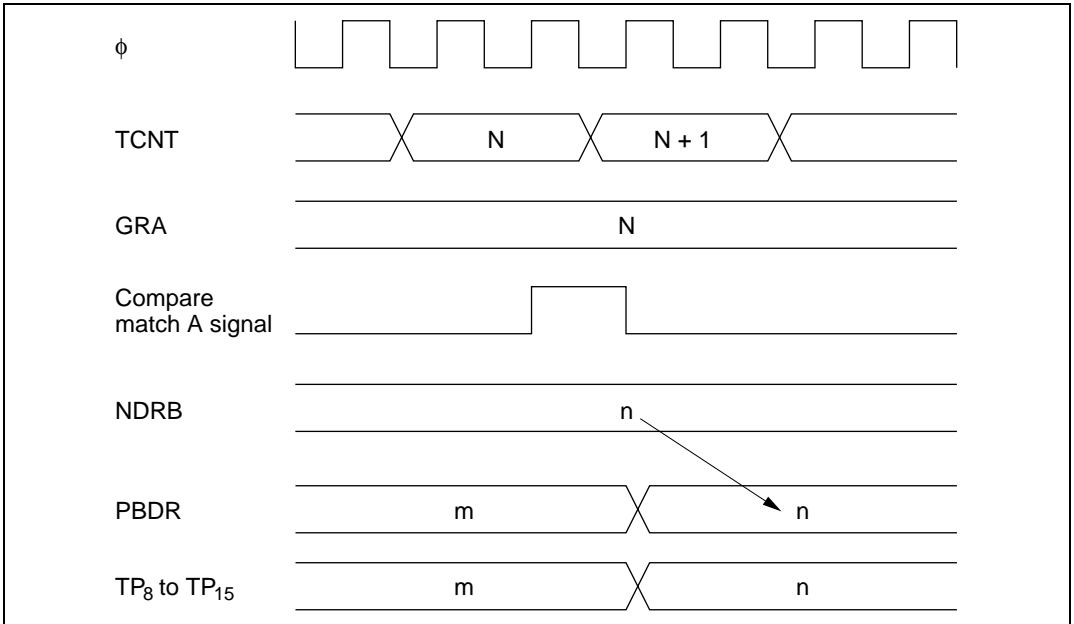 ϕ
TCNT
N
N + 1
GRA
N
Compare
match A signal
NDRB
n
PBDR
m
n
TP8 to TP15
m
n